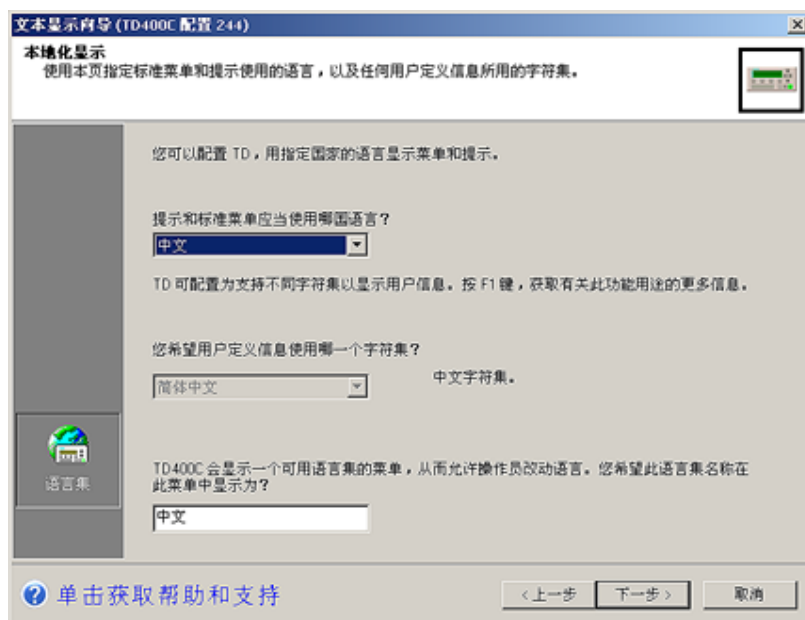 文本显示向导 (TD400C 配置 244)
本地化显示
使用本页指定标准菜单和提示使用的语言，以及任何用户定义信息所用的字符集。
您可以配置 TD，用指定国家的语言显示菜单和提示。
提示和标准菜单应当使用哪国语言？
中文
TD 可配置为支持不同字符集以显示用户信息。按 F1 键，获取有关此功能用途的更多信息。
您希望用户定义信息使用哪一个字符集？
简体中文
中文字符集。
语言集
TD400C 会显示一个可用语言集的菜单，从而允许操作员改动语言。您希望此语言集名称在
此菜单中显示为？
中文
单击获取帮助和支持
<上一步
下一步>
取消